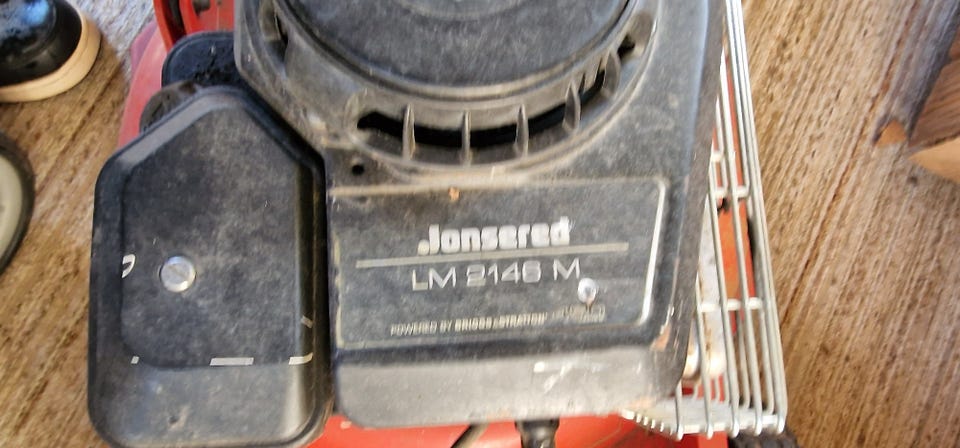 Jonsered
LM 2146 M
POWERED BY BRIGGS & STRATTON